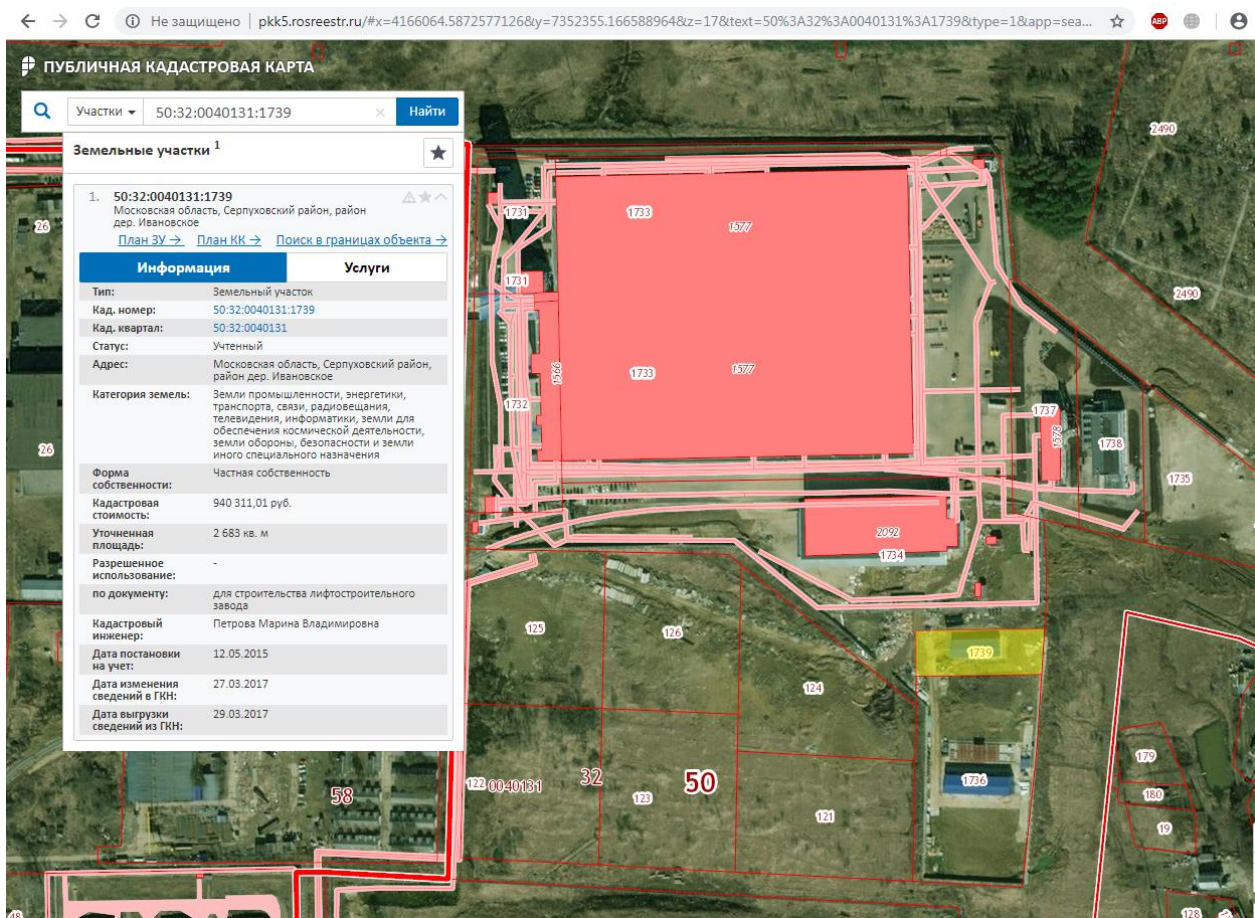 Не защищено | pkk5.rosreestr.ru/#x=4166064.5872577126&y=7352355.166588964&z=17&text=50%3A32%3A0040131%3A1739&type=1&app=sea...
ABP
ПУБЛИЧНАЯ КАДАСТРОВАЯ КАРТА
Участки 50:32:0040131:1739 × Найти
Земельные участки 1
1. 50:32:0040131:1739
Московская область, Серпуховский район, район
дер. Ивановское
План ЗУ → План КК → Поиск в границах объекта →
Информация Услуги
Тип: Земельный участок
Кад. номер: 50:32:0040131:1739
Кад. квартал: 50:32:0040131
Статус: Учтенный
Адрес: Московская область, Серпуховский район,
район дер. Ивановское
Категория земель: Земли промышленности, энергетики,
транспорта, связи, радиовещания,
телевидения, информатики, земли для
обеспечения космической деятельности,
земли обороны, безопасности и земли
иного специального назначения
Форма Частная собственность
собственности:
Кадастровая 940 311,01 руб.
стоимость:
Уточненная 2 683 кв. м
площадь:
Разрешенное -
использование:
по документу: для строительства лифтостроительного
завода
Кадастровый Петрова Марина Владимировна
инженер:
Дата постановки 12.05.2015
на учет:
Дата изменения 27.03.2017
сведений в ГКН:
Дата выгрузки 29.03.2017
сведений из ГКН:
2490
26
1731
1733
1577
1731
2490
1566
1733
1577
1732
1737
1578
1738
26
1735
2092
1734
125
126
1739
124
179
32
50
122
0040131
1736
58
123
180
121
19
48
128